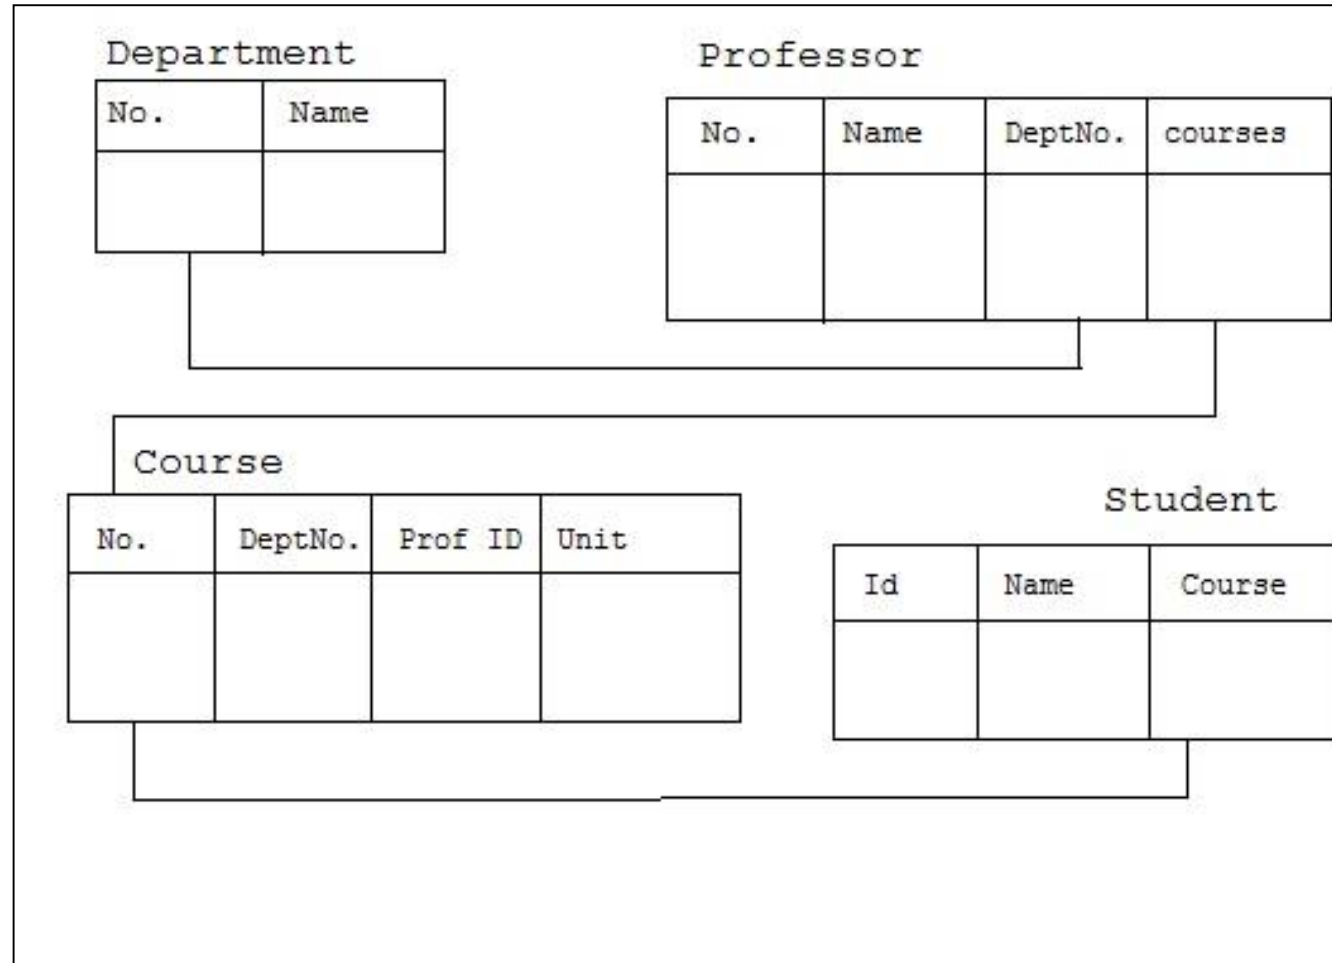 Department
No. Name
Professor
No. Name DeptNo. courses
Course
No. DeptNo. Prof ID Unit
Student
Id Name Course